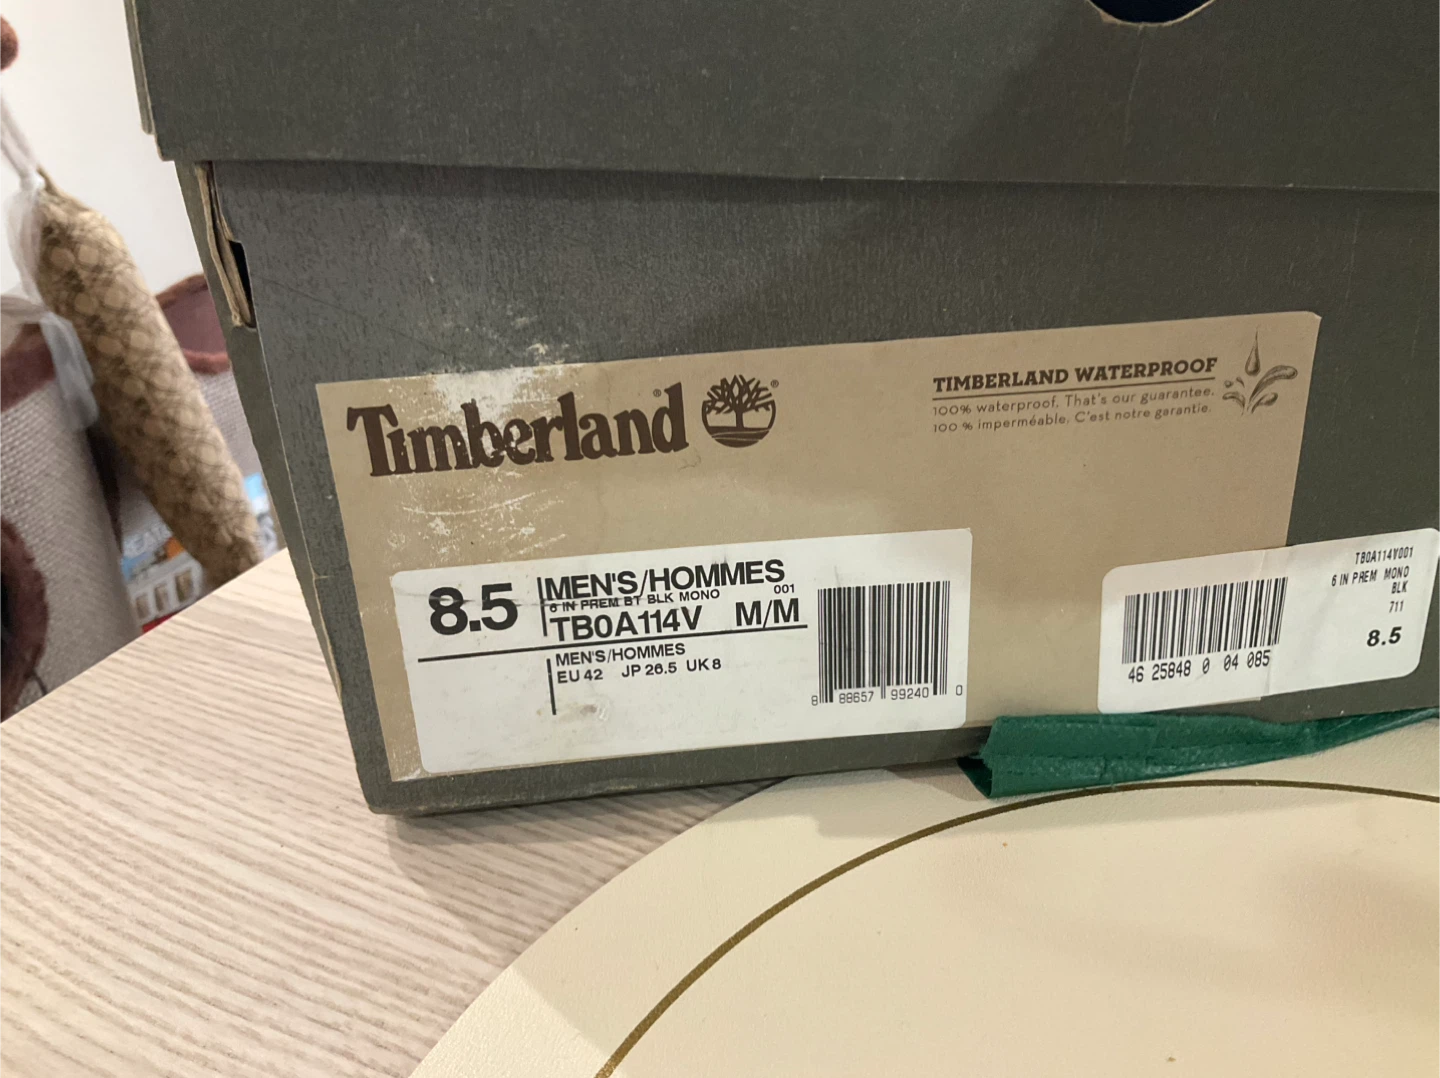 Timberland®
®
TIMBERLAND WATERPROOF
100% waterproof. That's our guarantee.
100 % imperméable. C'est notre garantie.
8.5
MEN'S/HOMMES
6 IN PREM BT BLK MONO 001
TB0A114V M/M
MEN'S/HOMMES
EU 42 JP 26.5 UK 8
8 88657 99240 0
TB0A114V001
6 IN PREM MONO
BLK
711
8.5
46 25848 0 04 085